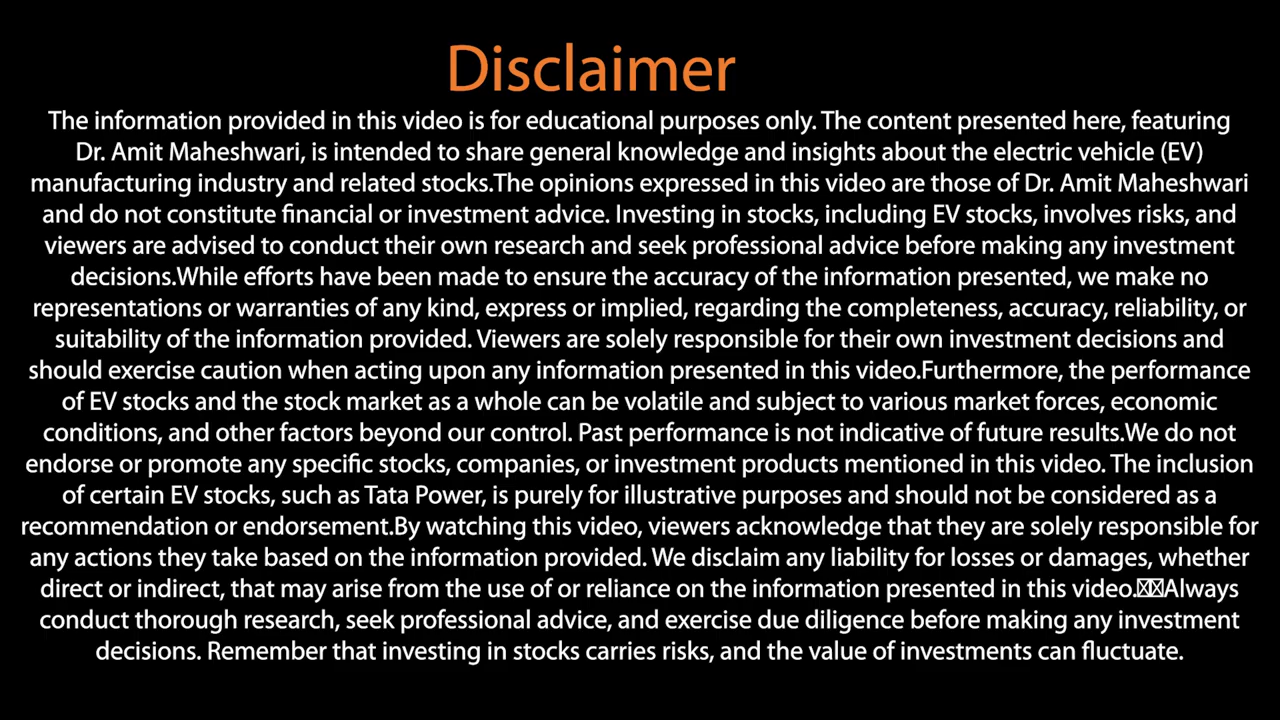 Disclaimer
The information provided in this video is for educational purposes only. The content presented here, featuring
Dr. Amit Maheshwari, is intended to share general knowledge and insights about the electric vehicle (EV)
manufacturing industry and related stocks.The opinions expressed in this video are those of Dr. Amit Maheshwari
and do not constitute financial or investment advice. Investing in stocks, including EV stocks, involves risks, and
viewers are advised to conduct their own research and seek professional advice before making any investment
decisions.While efforts have been made to ensure the accuracy of the information presented, we make no
representations or warranties of any kind, express or implied, regarding the completeness, accuracy, reliability, or
suitability of the information provided. Viewers are solely responsible for their own investment decisions and
should exercise caution when acting upon any information presented in this video.Furthermore, the performance
of EV stocks and the stock market as a whole can be volatile and subject to various market forces, economic
conditions, and other factors beyond our control. Past performance is not indicative of future results.We do not
endorse or promote any specific stocks, companies, or investment products mentioned in this video. The inclusion
of certain EV stocks, such as Tata Power, is purely for illustrative purposes and should not be considered as a
recommendation or endorsement.By watching this video, viewers acknowledge that they are solely responsible for
any actions they take based on the information provided. We disclaim any liability for losses or damages, whether
direct or indirect, that may arise from the use of or reliance on the information presented in this video.Always
conduct thorough research, seek professional advice, and exercise due diligence before making any investment
decisions. Remember that investing in stocks carries risks, and the value of investments can fluctuate.